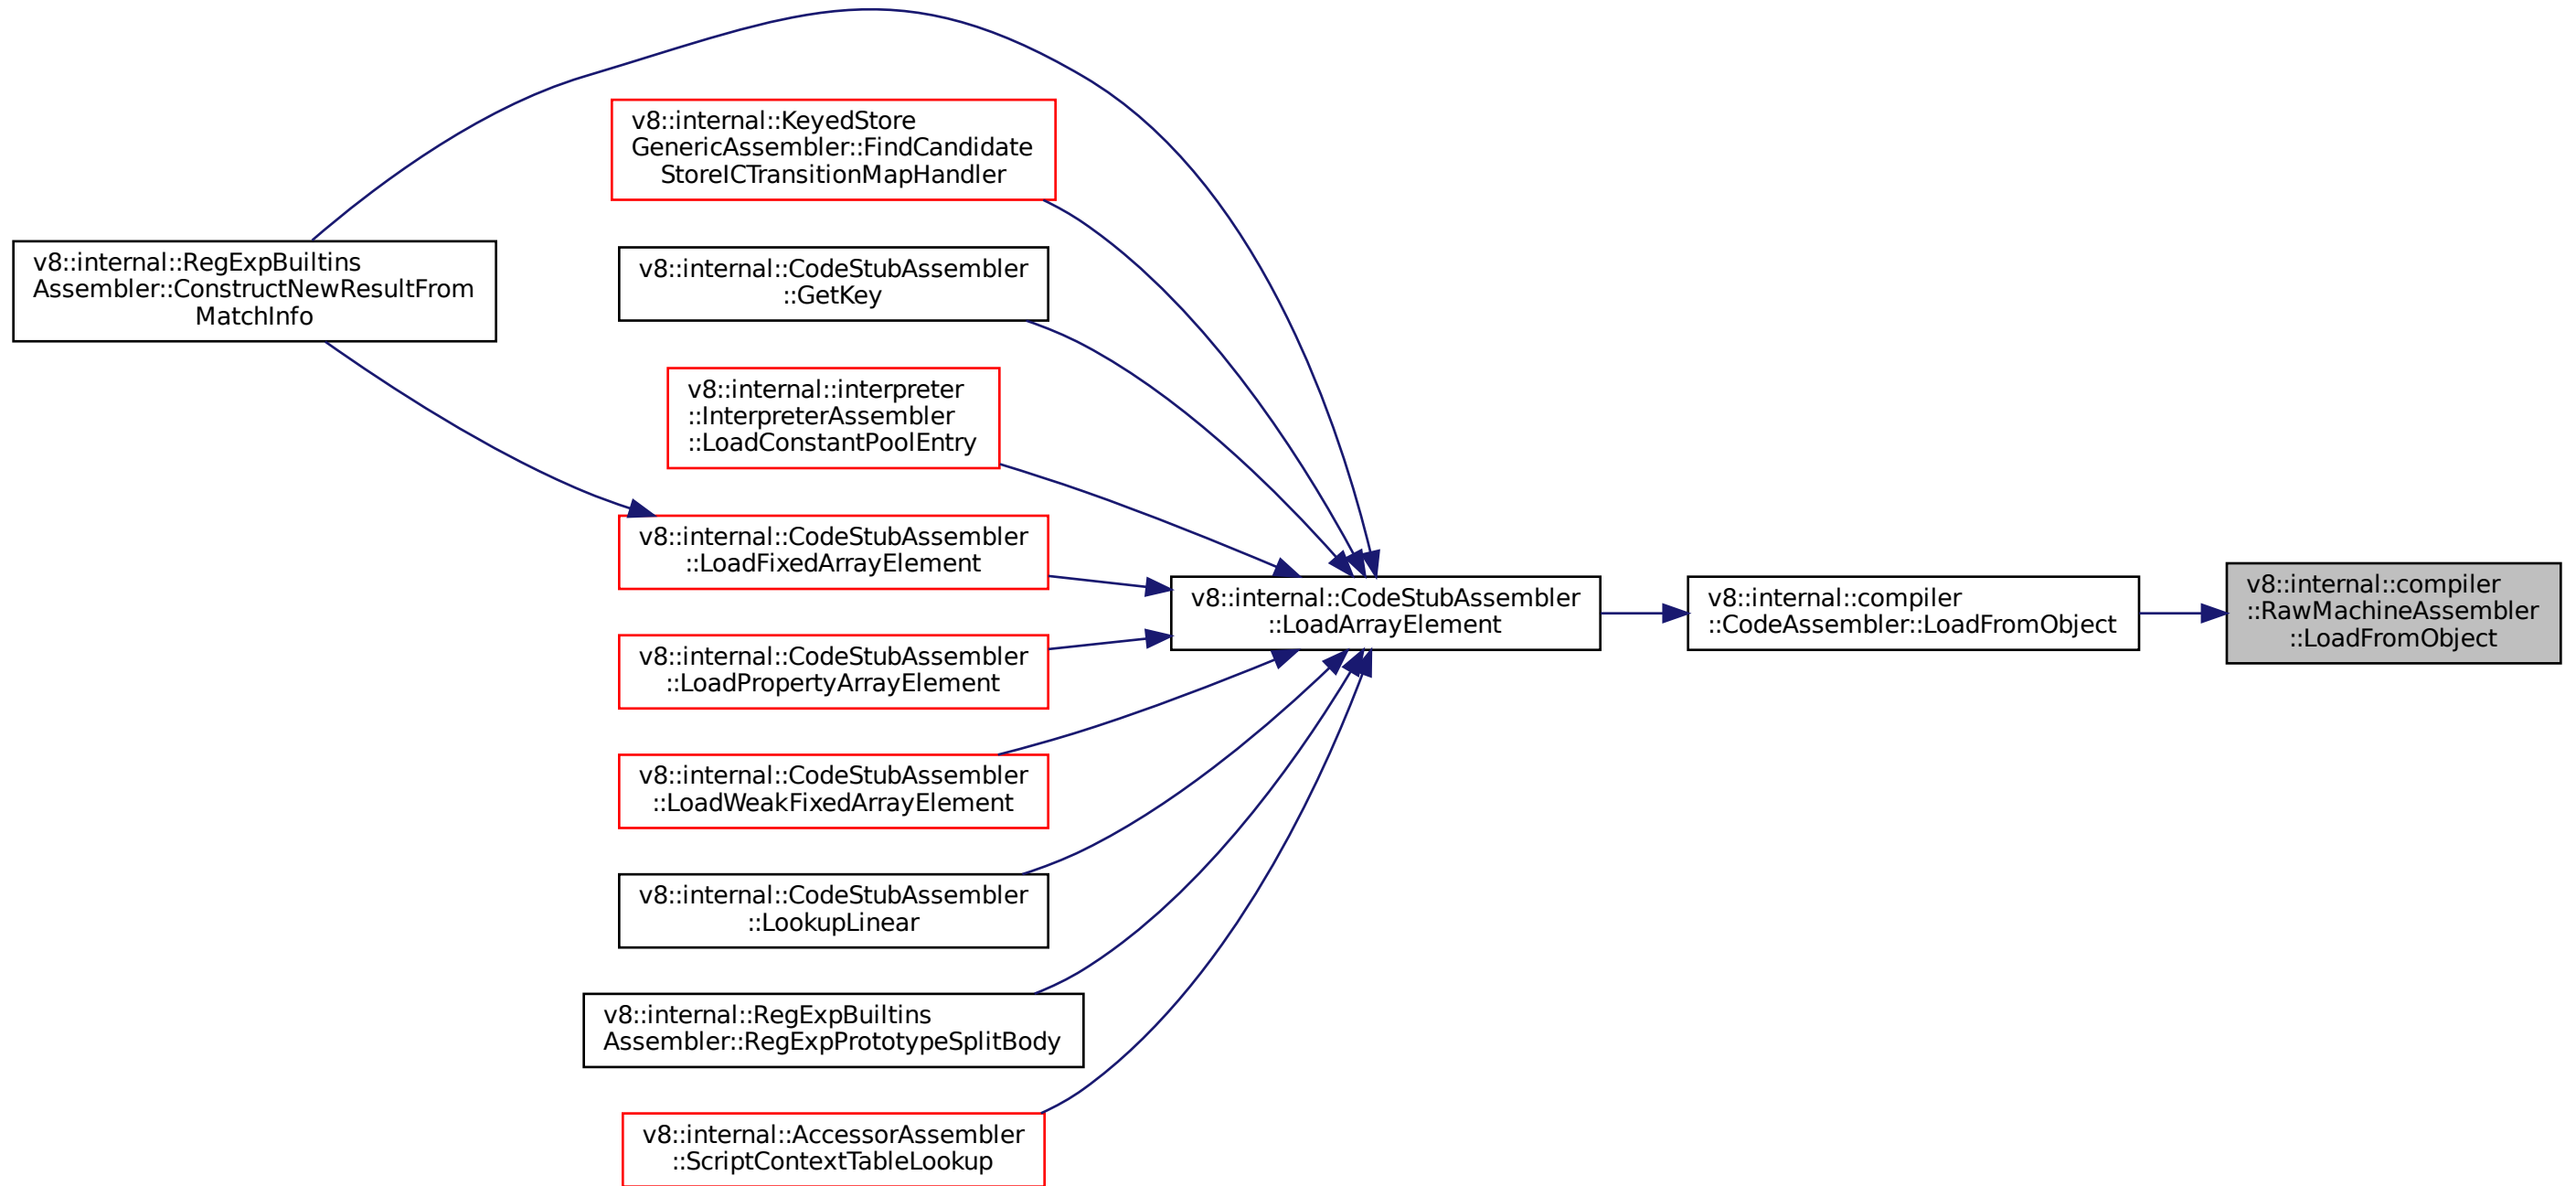 v8::internal::RegExpBuiltins
Assembler::ConstructNewResultFrom
MatchInfo
v8::internal::KeyedStore
GenericAssembler::FindCandidate
StoreICTransitionMapHandler
v8::internal::CodeStubAssembler
::GetKey
v8::internal::interpreter
::InterpreterAssembler
::LoadConstantPoolEntry
v8::internal::CodeStubAssembler
::LoadFixedArrayElement
v8::internal::CodeStubAssembler
::LoadPropertyArrayElement
v8::internal::CodeStubAssembler
::LoadWeakFixedArrayElement
v8::internal::CodeStubAssembler
::LookupLinear
v8::internal::RegExpBuiltins
Assembler::RegExpPrototypeSplitBody
v8::internal::AccessorAssembler
::ScriptContextTableLookup
v8::internal::CodeStubAssembler
::LoadArrayElement
v8::internal::compiler
::CodeAssembler::LoadFromObject
v8::internal::compiler
::RawMachineAssembler
::LoadFromObject